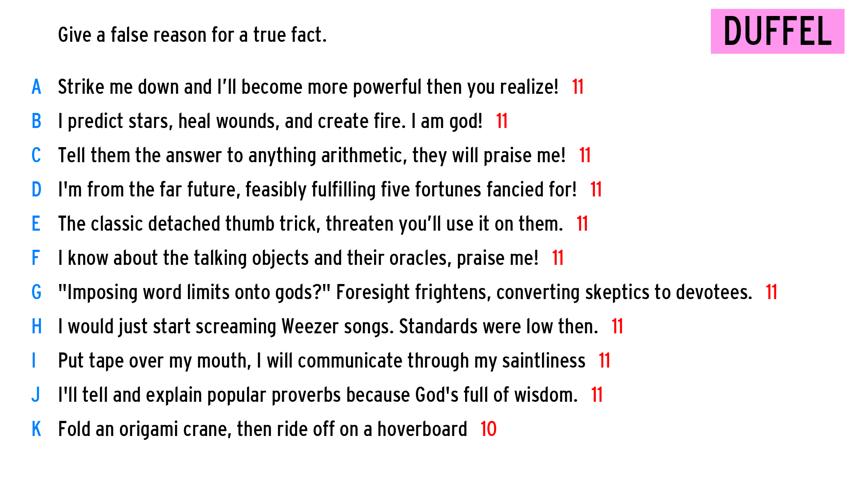 Give a false reason for a true fact.
DUFFEL
A Strike me down and I'll become more powerful then you realize! 11
B I predict stars, heal wounds, and create fire. I am god! 11
C Tell them the answer to anything arithmetic, they will praise me! 11
D I'm from the far future, feasibly fulfilling five fortunes fancied for! 11
E The classic detached thumb trick, threaten you'll use it on them. 11
F I know about the talking objects and their oracles, praise me! 11
G "Imposing word limits onto gods?" Foresight frightens, converting skeptics to devotees. 11
H I would just start screaming Weezer songs. Standards were low then. 11
I Put tape over my mouth, I will communicate through my saintliness 11
J I'll tell and explain popular proverbs because God's full of wisdom. 11
K Fold an origami crane, then ride off on a hoverboard 10